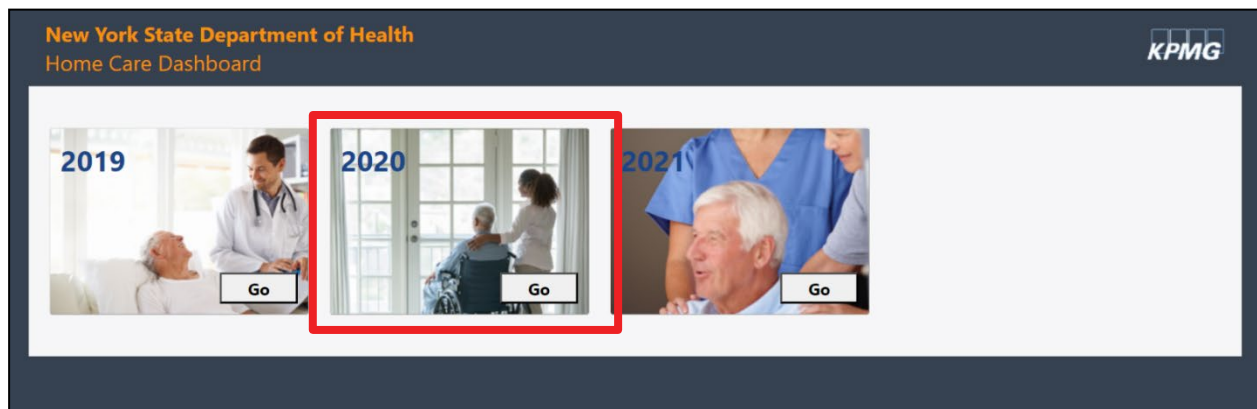 New York State Department of Health
Home Care Dashboard
KPMG
2019
2020
2021
Go
Go
Go